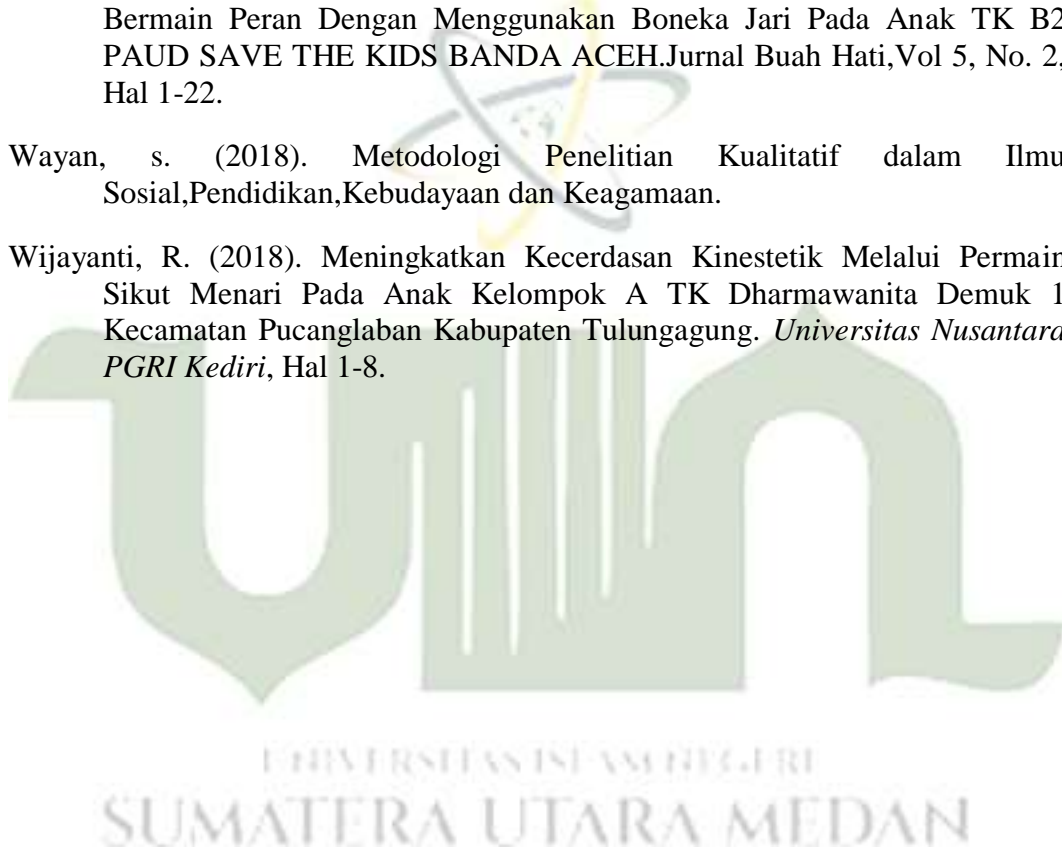 Bermain Peran Dengan Menggunakan Boneka Jari Pada Anak TK B2
PAUD SAVE THE KIDS BANDA ACEH.Jurnal Buah Hati,Vol 5, No. 2,
Hal 1-22.
Wayan, s. (2018). Metodologi Penelitian Kualitatif dalam Ilmu
Sosial,Pendidikan,Kebudayaan dan Keagamaan.
Wijayanti, R. (2018). Meningkatkan Kecerdasan Kinestetik Melalui Permain
Sikut Menari Pada Anak Kelompok A TK Dharmawanita Demuk 1
Kecamatan Pucanglaban Kabupaten Tulungagung. Universitas Nusantara
PGRI Kediri, Hal 1-8.
UNIVERSITAS ISLAM NEGERI
SUMATERA UTARA MEDAN